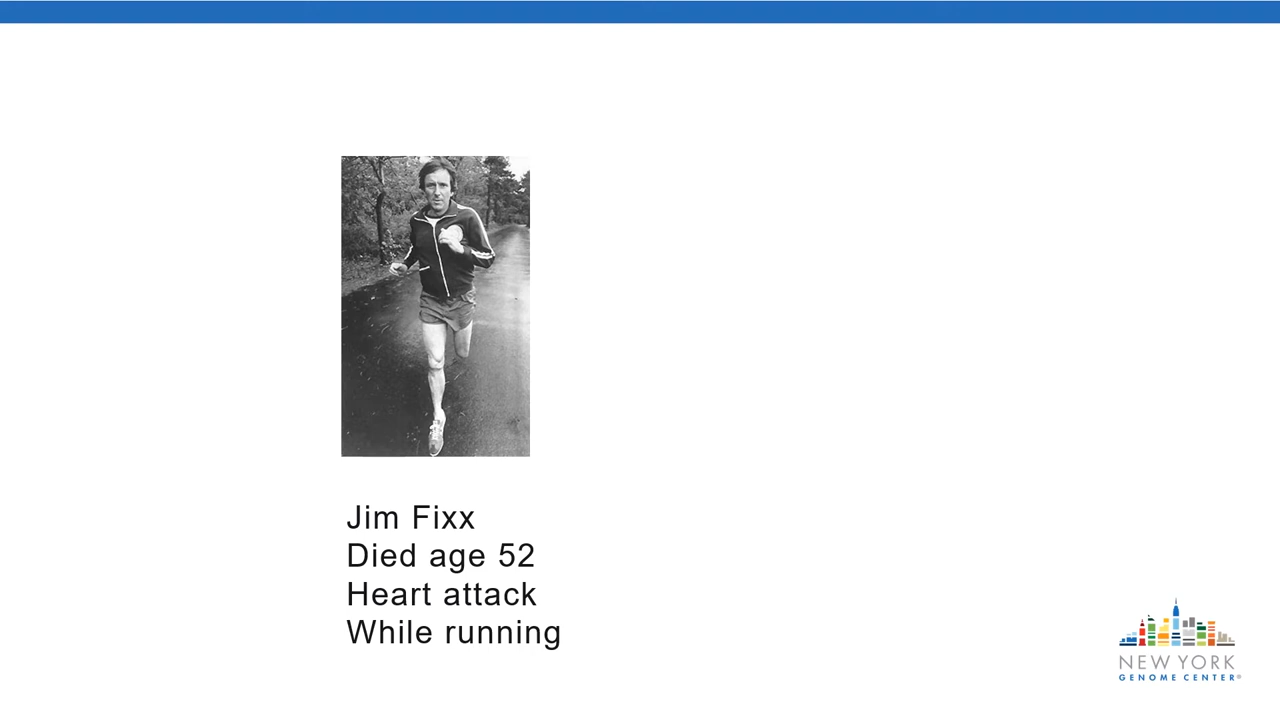 Jim Fixx
Died age 52
Heart attack
While running
NEW YORK
GENOME CENTER®